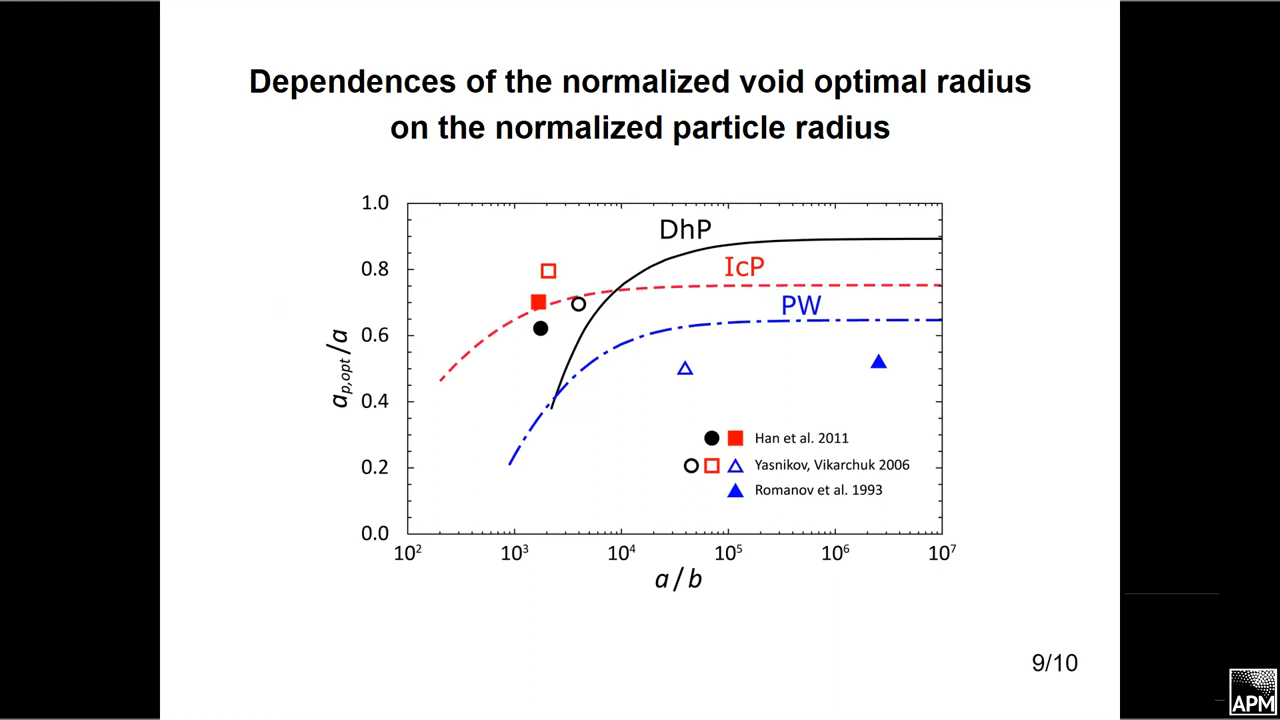 Dependences of the normalized void optimal radius
on the normalized particle radius
1.0
0.8
0.6
0.4
0.2
0.0
a_{p,opt}/a
DhP
IcP
PW
Han et al. 2011
Yasnikov, Vikarchuk 2006
Romanov et al. 1993
10² 10³ 10⁴ 10⁵ 10⁶ 10⁷
a / b
9/10
APM